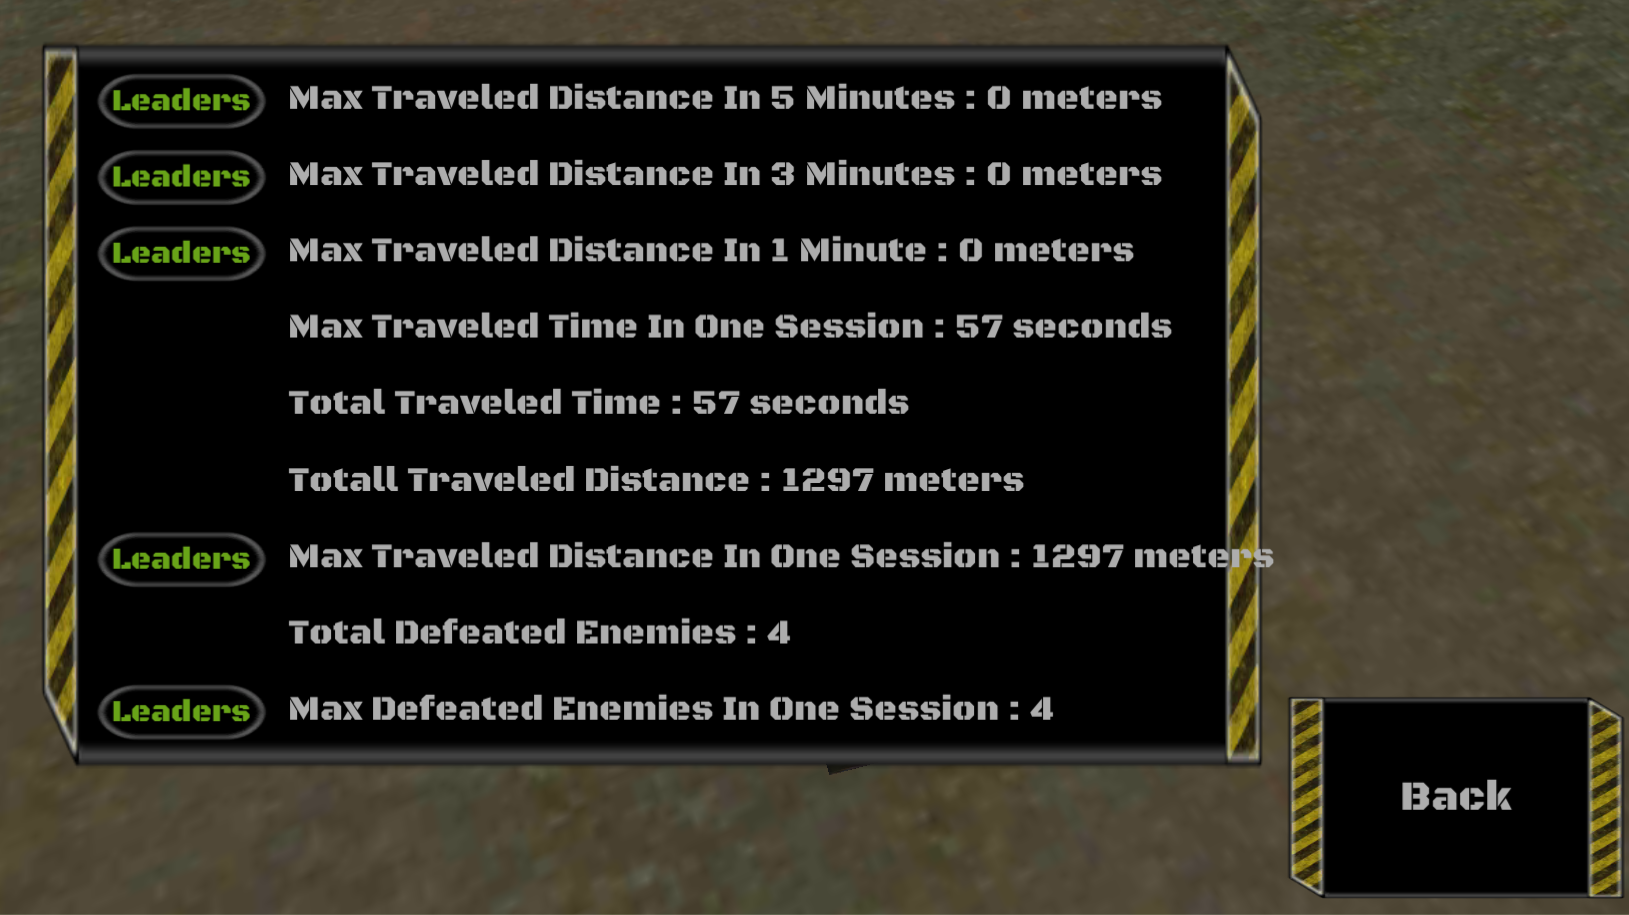 Leaders Max Traveled Distance In 5 Minutes : 0 meters
Leaders Max Traveled Distance In 3 Minutes : 0 meters
Leaders Max Traveled Distance In 1 Minute : 0 meters
Max Traveled Time In One Session : 57 seconds
Total Traveled Time : 57 seconds
Totall Traveled Distance : 1297 meters
Leaders Max Traveled Distance In One Session : 1297 meters
Total Defeated Enemies : 4
Leaders Max Defeated Enemies In One Session : 4
Back